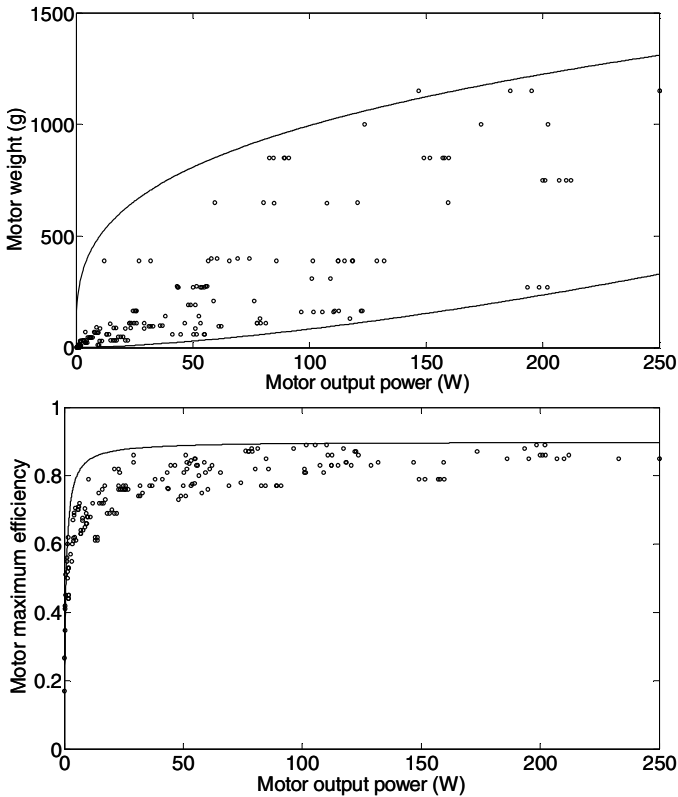 1500
1000
500
0
0 50 100 150 200 250
Motor weight (g)
Motor output power (W)
1
0.8
0.6
0.4
0.2
0
0 50 100 150 200 250
Motor maximum efficiency
Motor output power (W)